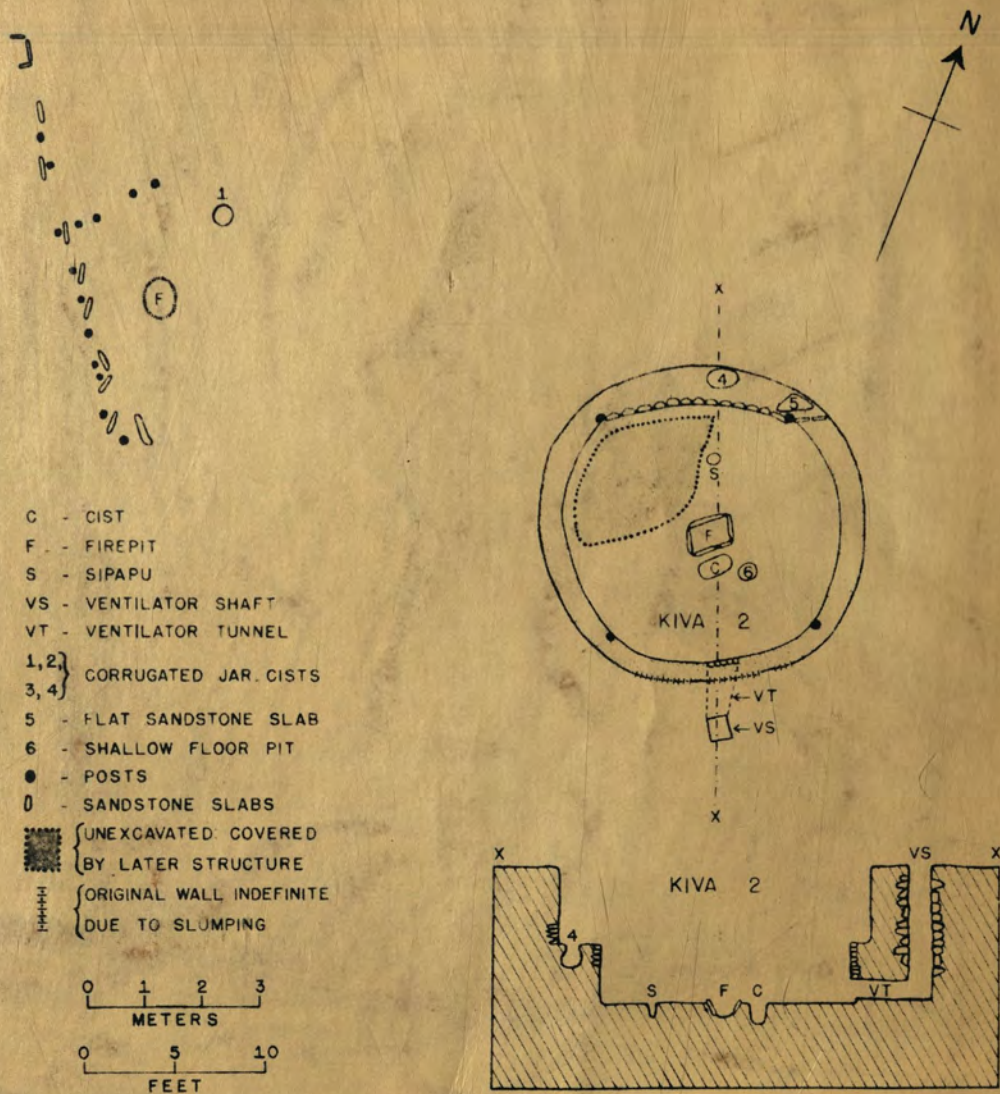 N
1
F
X
4
5
S
F
C 6
KIVA 2
←VT
←VS
X
C - CIST
F - FIREPIT
S - SIPAPU
VS - VENTILATOR SHAFT
VT - VENTILATOR TUNNEL
1,2,
3,4} CORRUGATED JAR CISTS
5 - FLAT SANDSTONE SLAB
6 - SHALLOW FLOOR PIT
● - POSTS
- SANDSTONE SLABS
{UNEXCAVATED: COVERED
BY LATER STRUCTURE
{ORIGINAL WALL INDEFINITE
DUE TO SLUMPING
0 1 2 3
METERS
0 5 10
FEET
X VS X
KIVA 2
4
S F C VT